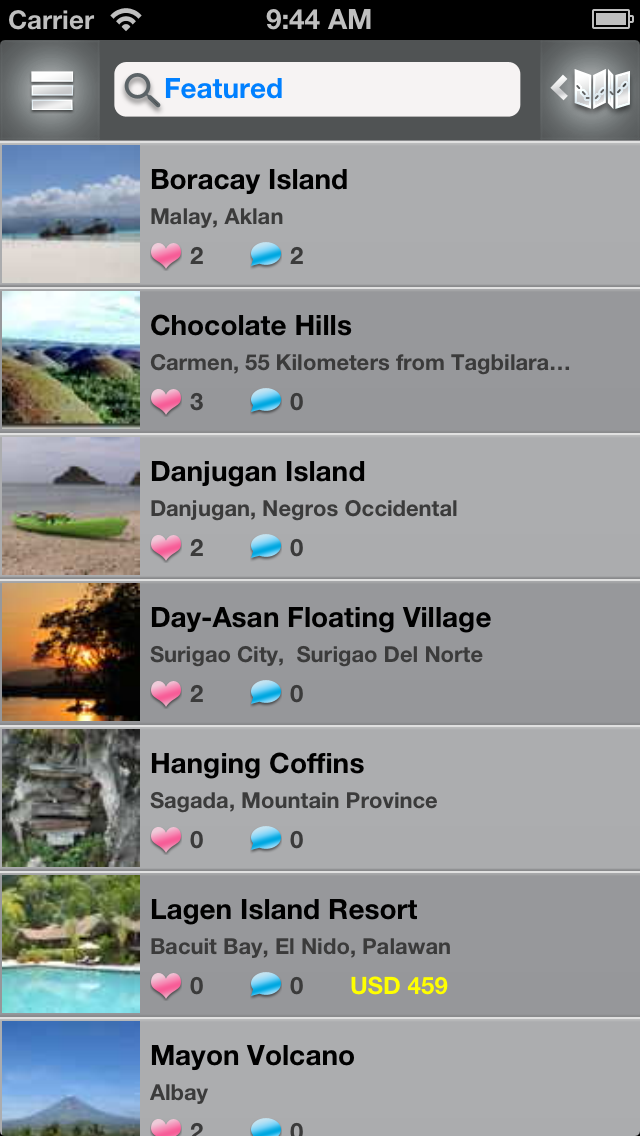 Carrier 9:44 AM
Featured
Boracay Island
Malay, Aklan
2 2
Chocolate Hills
Carmen, 55 Kilometers from Tagbilara...
3 0
Danjugan Island
Danjugan, Negros Occidental
2 0
Day-Asan Floating Village
Surigao City,  Surigao Del Norte
2 0
Hanging Coffins
Sagada, Mountain Province
0 0
Lagen Island Resort
Bacuit Bay, El Nido, Palawan
0 0 USD 459
Mayon Volcano
Albay
2 0